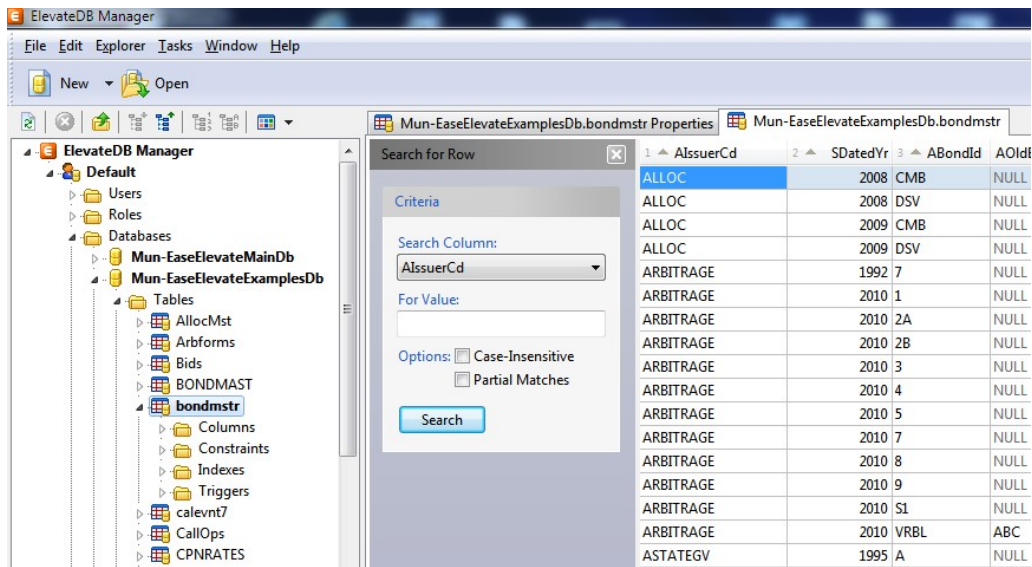 ElevateDB Manager
File Edit Explorer Tasks Window Help
New Open
Mun-EaseElevateExamplesDb.bondmstr Properties
Mun-EaseElevateExamplesDb.bondmstr
ElevateDB Manager
Default
Users
Roles
Databases
Mun-EaseElevateMainDb
Mun-EaseElevateExamplesDb
Tables
AllocMst
Arbforms
Bids
BONDMAST
bondmstr
Columns
Constraints
Indexes
Triggers
calevnt7
CallOps
CPNRATES
Search for Row
Criteria
Search Column:
AIssuerCd
For Value:
Options: Case-Insensitive
Partial Matches
Search
1 AIssuerCd 2 SDatedYr 3 ABondId AOldB
ALLOC 2008 CMB NULL
ALLOC 2008 DSV NULL
ALLOC 2009 CMB NULL
ALLOC 2009 DSV NULL
ARBITRAGE 1992 7 NULL
ARBITRAGE 2010 1 NULL
ARBITRAGE 2010 2A NULL
ARBITRAGE 2010 2B NULL
ARBITRAGE 2010 3 NULL
ARBITRAGE 2010 4 NULL
ARBITRAGE 2010 5 NULL
ARBITRAGE 2010 7 NULL
ARBITRAGE 2010 8 NULL
ARBITRAGE 2010 9 NULL
ARBITRAGE 2010 S1 NULL
ARBITRAGE 2010 VRBL ABC
ASTATEGV 1995 A NULL